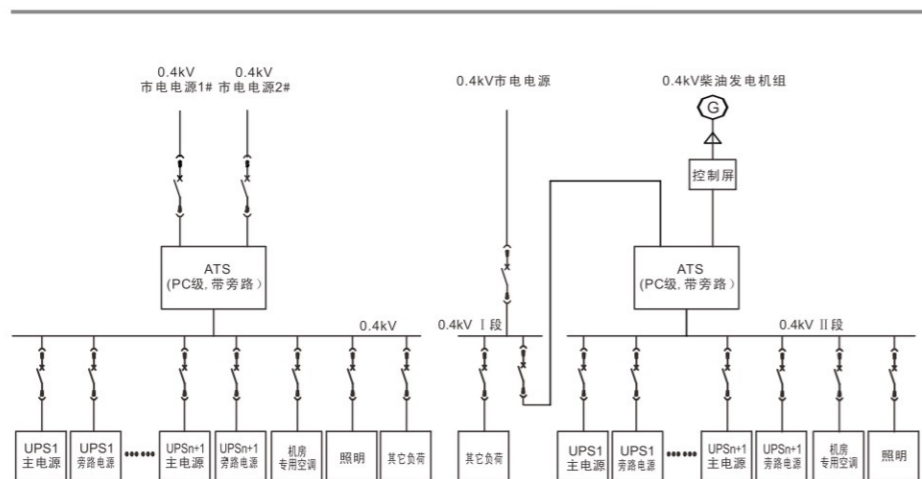 0.4kV
市电电源1#
0.4kV
市电电源2#
0.4kV市电电源
0.4kV柴油发电机组
G
控制屏
ATS
(PC级,带旁路)
ATS
(PC级,带旁路)
0.4kV
0.4kV Ⅰ段
0.4kV Ⅱ段
UPS1
主电源
UPS1
旁路电源
••••••
UPSn+1
主电源
UPSn+1
旁路电源
机房
专用空调
照明
其它负荷
其它负荷
UPS1
主电源
UPS1
旁路电源
••••••
UPSn+1
主电源
UPSn+1
旁路电源
机房
专用空调
照明